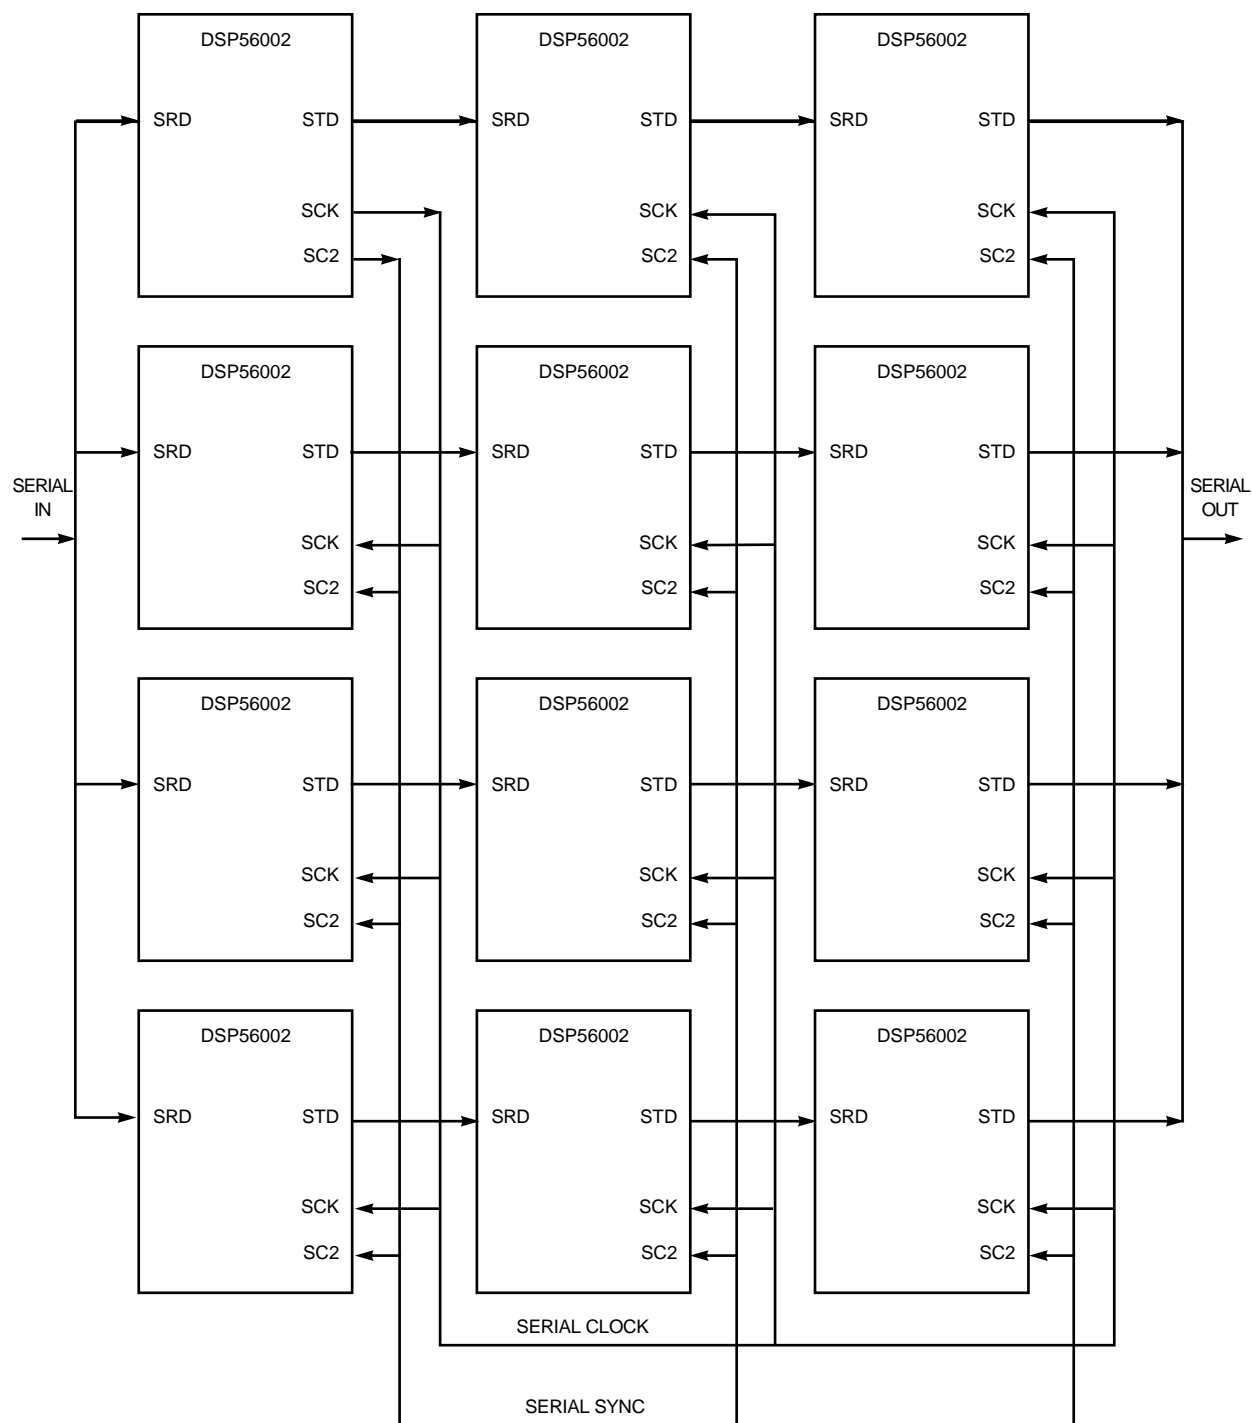 DSP56002 DSP56002 DSP56002
SRD STD SRD STD SRD STD
SCK SCK SCK
SC2 SC2 SC2
DSP56002 DSP56002 DSP56002
SRD STD SRD STD SRD STD
SERIAL
IN
SERIAL
OUT
SCK SCK SCK
SC2 SC2 SC2
DSP56002 DSP56002 DSP56002
SRD STD SRD STD SRD STD
SCK SCK SCK
SC2 SC2 SC2
DSP56002 DSP56002 DSP56002
SRD STD SRD STD SRD STD
SCK SCK SCK
SC2 SC2 SC2
SERIAL CLOCK
SERIAL SYNC